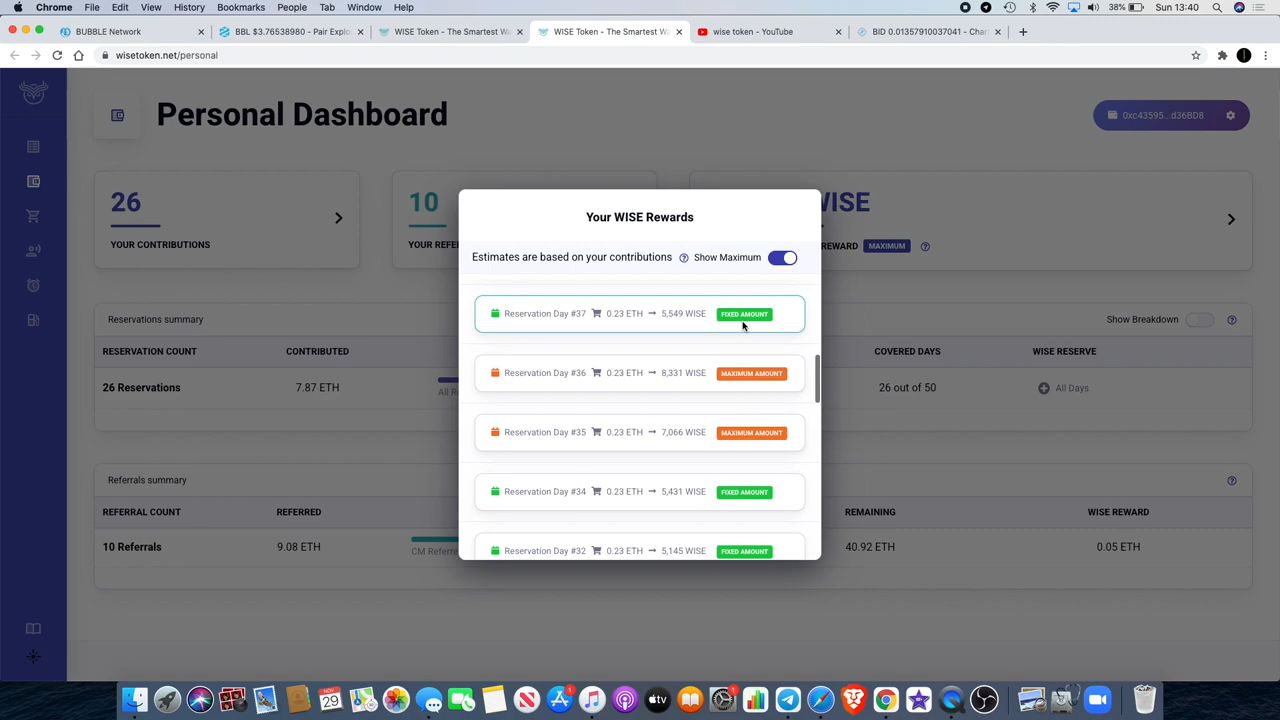 Chrome File Edit View History Bookmarks People Tab Window Help 38% Sun 13:40
BUBBLE Network
BBL $3.76538980 - Pair Explo
WISE Token - The Smartest Wa
WISE Token - The Smartest Wa
wise token - YouTube
BID 0.01357910037041 - Char
wisetoken.net/personal
Personal Dashboard
0xc43595...d36BD8
26
YOUR CONTRIBUTIONS
10
YOUR REFE
WISE
REWARD MAXIMUM
Your WISE Rewards
Estimates are based on your contributions Show Maximum
Reservation Day #37 0.23 ETH → 5,549 WISE FIXED AMOUNT
Reservation Day #36 0.23 ETH → 8,331 WISE MAXIMUM AMOUNT
Reservation Day #35 0.23 ETH → 7,066 WISE MAXIMUM AMOUNT
Reservation Day #34 0.23 ETH → 5,431 WISE FIXED AMOUNT
Reservation Day #32 0.23 ETH → 5,145 WISE FIXED AMOUNT
Reservations summary Show Breakdown
RESERVATION COUNT CONTRIBUTED COVERED DAYS WISE RESERVE
26 Reservations 7.87 ETH 26 out of 50 All Days
All R
Referrals summary
REFERRAL COUNT REFERRED REMAINING WISE REWARD
10 Referrals 9.08 ETH 40.92 ETH 0.05 ETH
CM Referre
NOV
29
1
1